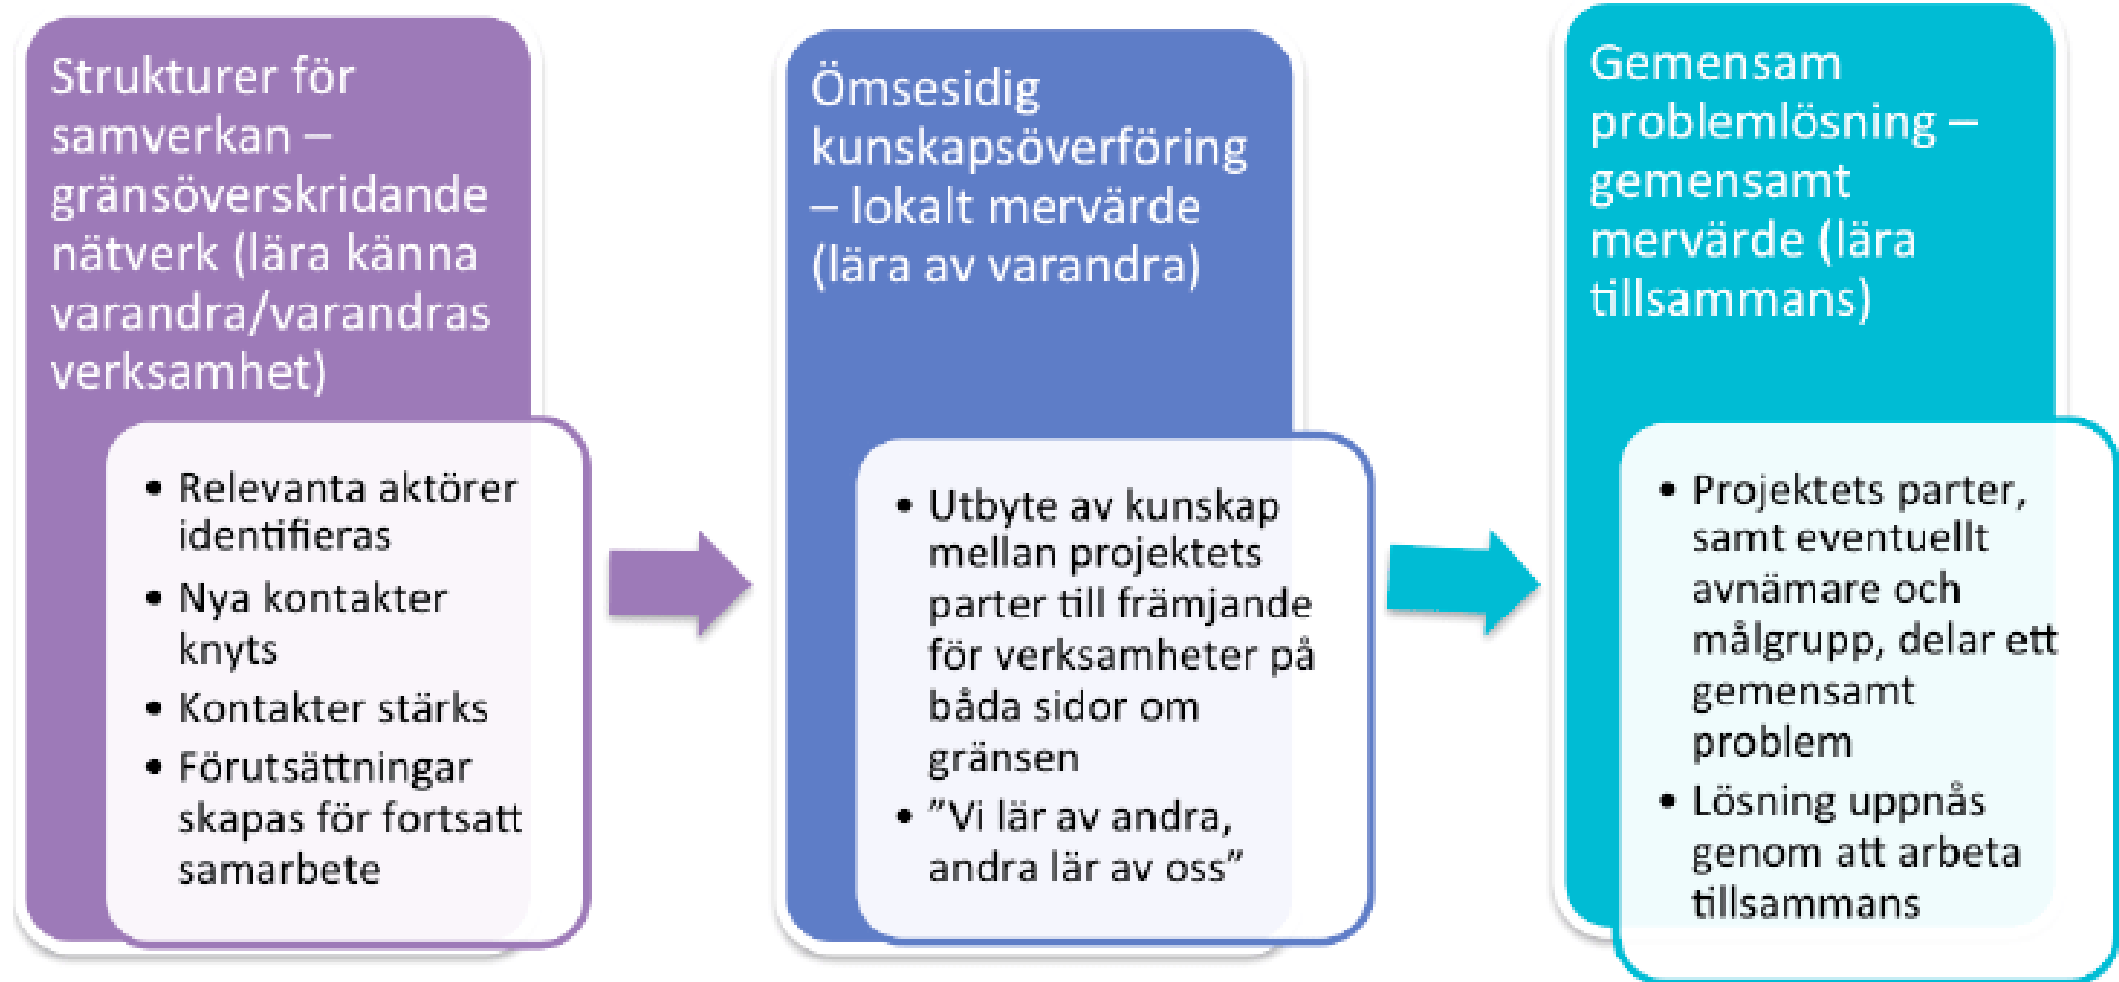 Strukturer för
samverkan –
gränsöverskridande
nätverk (lära känna
varandra/varandras
verksamhet)
• Relevanta aktörer
identifieras
• Nya kontakter
knyts
• Kontakter stärks
• Förutsättningar
skapas för fortsatt
samarbete
Ömsesidig
kunskapsöverföring
– lokalt mervärde
(lära av varandra)
• Utbyte av kunskap
mellan projektets
parter till främjande
för verksamheter på
båda sidor om
gränsen
• ”Vi lär av andra,
andra lär av oss”
Gemensam
problemlösning –
gemensamt
mervärde (lära
tillsammans)
• Projektets parter,
samt eventuellt
avnämare och
målgrupp, delar ett
gemensamt
problem
• Lösning uppnås
genom att arbeta
tillsammans